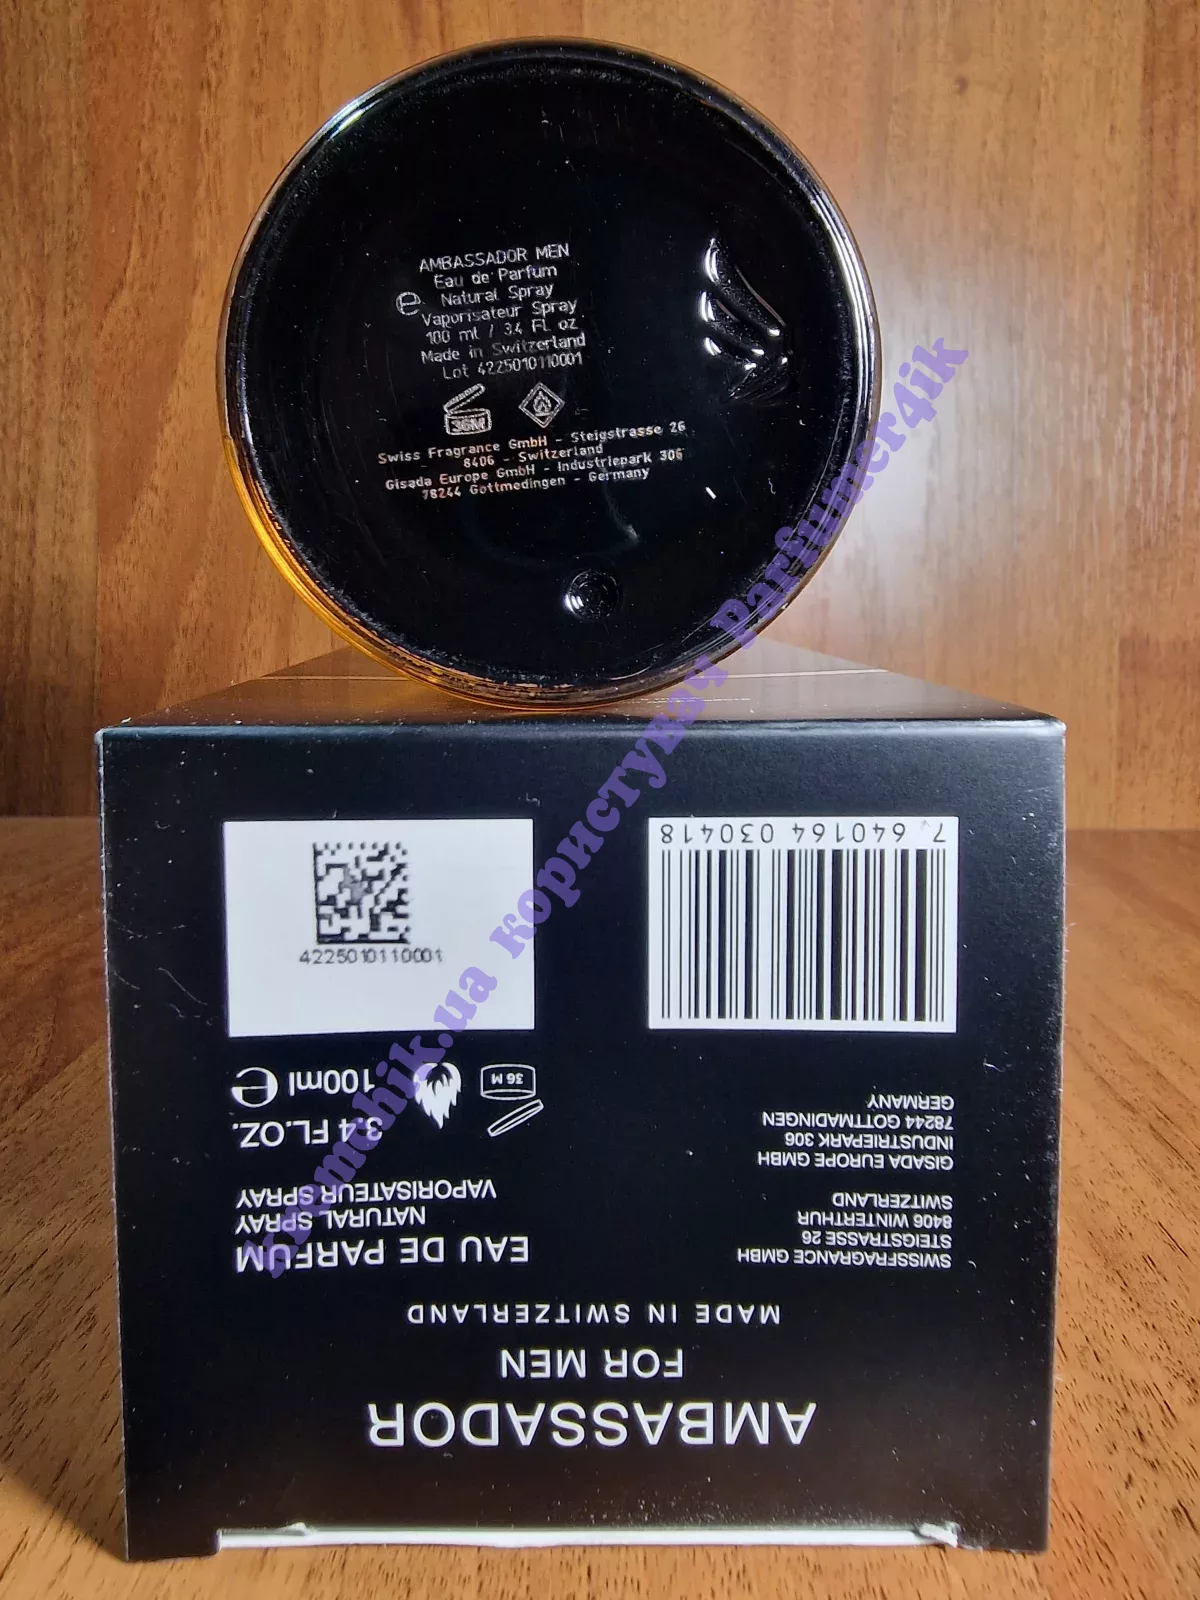 AMBASSADOR MEN
Eau de Parfum
Natural Spray
Vaporisateur Spray
100 ml / 3.4 FL oz
Made in Switzerland
Lot 4225010110001
36M
Swiss Fragrance GmbH - Steigstrasse 26
8406 - Switzerland
Gisada Europe GmbH - Industriepark 306
78244 Gottmedingen - Germany
kremchik.ua користувач Parfumer4ik
AMBASSADOR
FOR MEN
MADE IN SWITZERLAND
SWISSFRAGRANCE GMBH
STEIGSTRASSE 26
8406 WINTERTHUR
SWITZERLAND
GISADA EUROPE GMBH
INDUSTRIEPARK 306
78244 GOTTMADINGEN
GERMANY
EAU DE PARFUM
NATURAL SPRAY
VAPORISATEUR SPRAY
3.4 FL.OZ.
100ml e
36 M
7 640164 030418
4225010110001